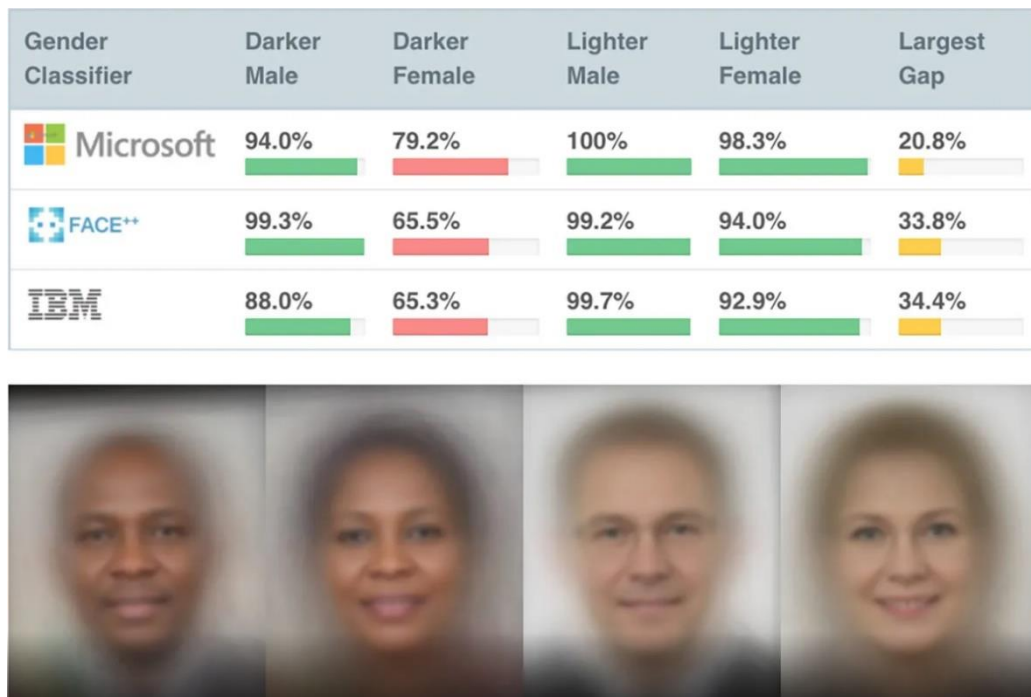 Gender Classifier Darker Male Darker Female Lighter Male Lighter Female Largest Gap
Microsoft 94.0% 79.2% 100% 98.3% 20.8%
FACE++ 99.3% 65.5% 99.2% 94.0% 33.8%
IBM 88.0% 65.3% 99.7% 92.9% 34.4%